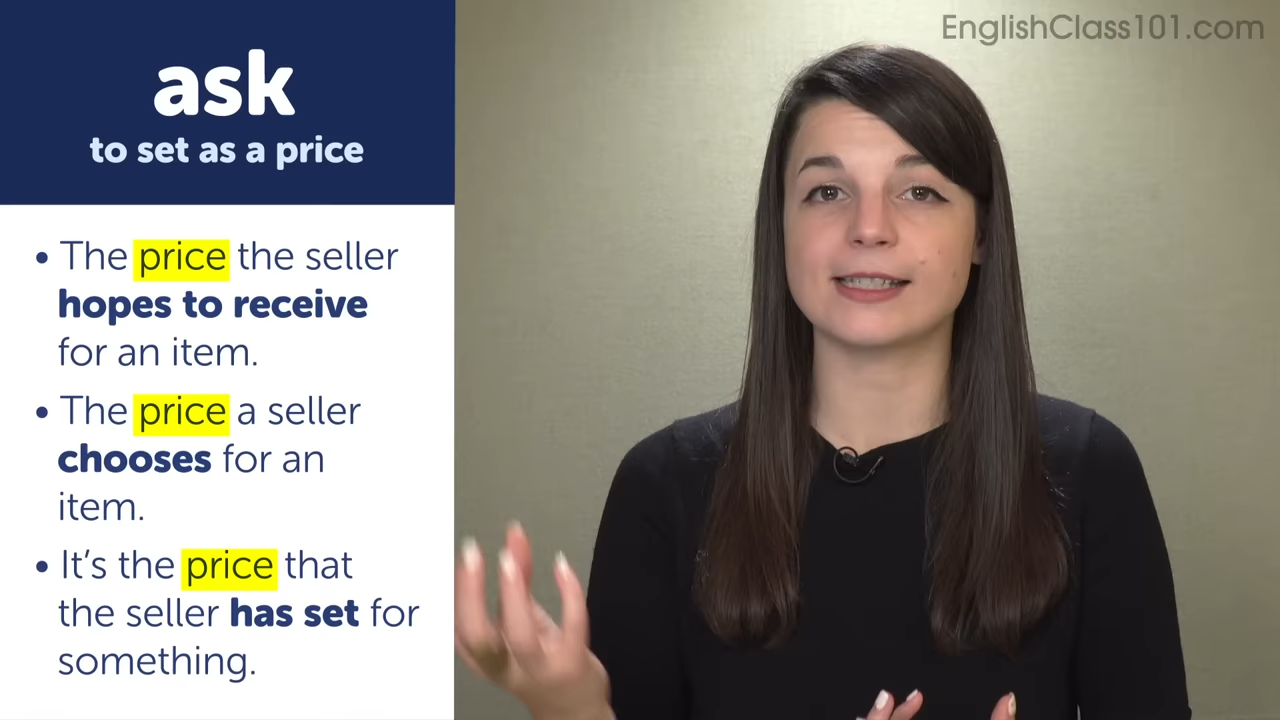 ask
to set as a price
• The price the seller
hopes to receive
for an item.
• The price a seller
chooses for an
item.
• It's the price that
the seller has set for
something.
EnglishClass101.com